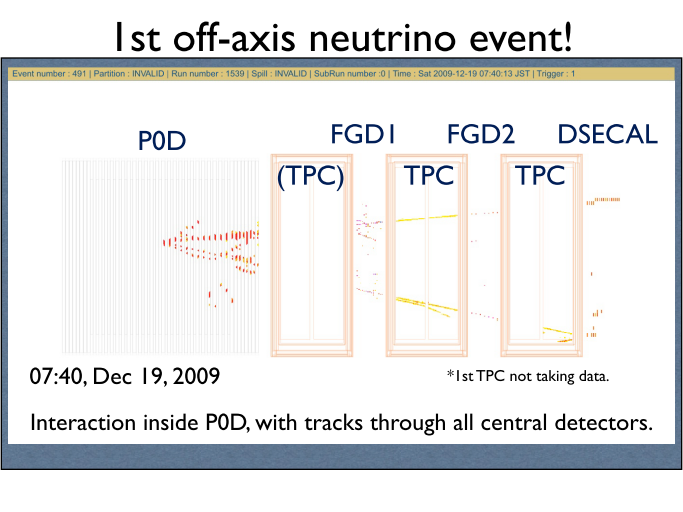 1st off-axis neutrino event!
Event number : 491 | Partition : INVALID | Run number : 1539 | Spill : INVALID | SubRun number :0 | Time : Sat 2009-12-19 07:40:13 JST | Trigger : 1
P0D
FGD1
FGD2
DSECAL
(TPC)
TPC
TPC
07:40, Dec 19, 2009
*1st TPC not taking data.
Interaction inside P0D, with tracks through all central detectors.